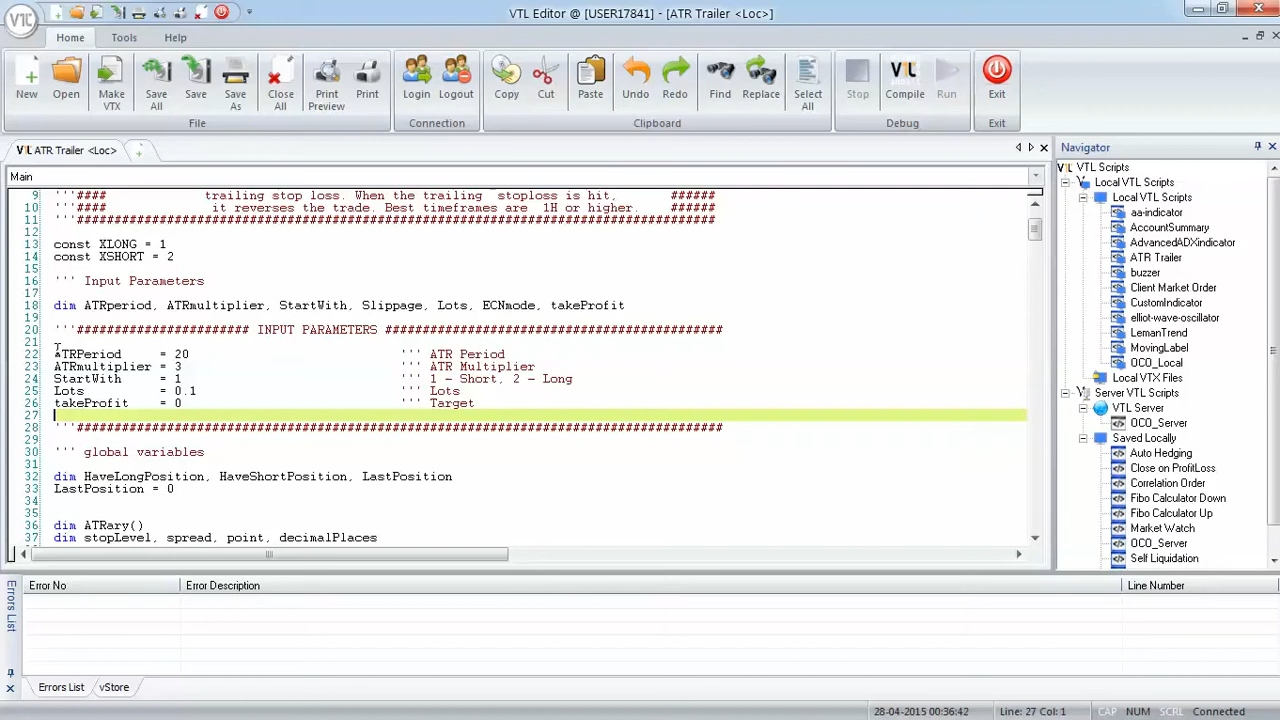 VTL
VTL Editor @ [USER17841] - [ATR Trailer <Loc>]
Home Tools Help
New Open Make VTX Save All Save Save As Close All Print Preview Print Login Logout Copy Cut Paste Undo Redo Find Replace Select All Stop Compile Run Exit
File Connection Clipboard Debug Exit
ATR Trailer <Loc>
Main
9 '''#### trailing stop loss. When the trailing stoploss is hit, ######
10 '''#### it reverses the trade. Best timeframes are 1H or higher. ######
11 '''#####################################################################################
12
13 const XLONG = 1
14 const XSHORT = 2
15
16 ''' Input Parameters
17
18 dim ATRperiod, ATRmultiplier, StartWith, Slippage, Lots, ECNmode, takeProfit
19
20 '''####################### INPUT PARAMETERS #############################################
21
22 ATRPeriod = 20 ''' ATR Period
23 ATRmultiplier = 3 ''' ATR Multiplier
24 StartWith = 1 ''' 1 - Short, 2 - Long
25 Lots = 0.1 ''' Lots
26 takeProfit = 0 ''' Target
27
28 '''######################################################################################
29
30 ''' global variables
31
32 dim HaveLongPosition, HaveShortPosition, LastPosition
33 LastPosition = 0
34
35
36 dim ATRary()
37 dim stopLevel, spread, point, decimalPlaces
Navigator
VTL Scripts
Local VTL Scripts
Local VTL Scripts
aa-indicator
AccountSummary
AdvancedADXindicator
ATR Trailer
buzzer
Client Market Order
CustomIndicator
elliot-wave-oscillator
LemanTrend
MovingLabel
OCO_Local
Local VTX Files
Server VTL Scripts
VTL Server
OCO_Server
Saved Locally
Auto Hedging
Close on ProfitLoss
Correlation Order
Fibo Calculator Down
Fibo Calculator Up
Market Watch
OCO_Server
Self Liquidation
Errors List
Error No Error Description Line Number
Errors List vStore
28-04-2015 00:36:42 Line: 27 Col: 1 CAP NUM SCRL Connected